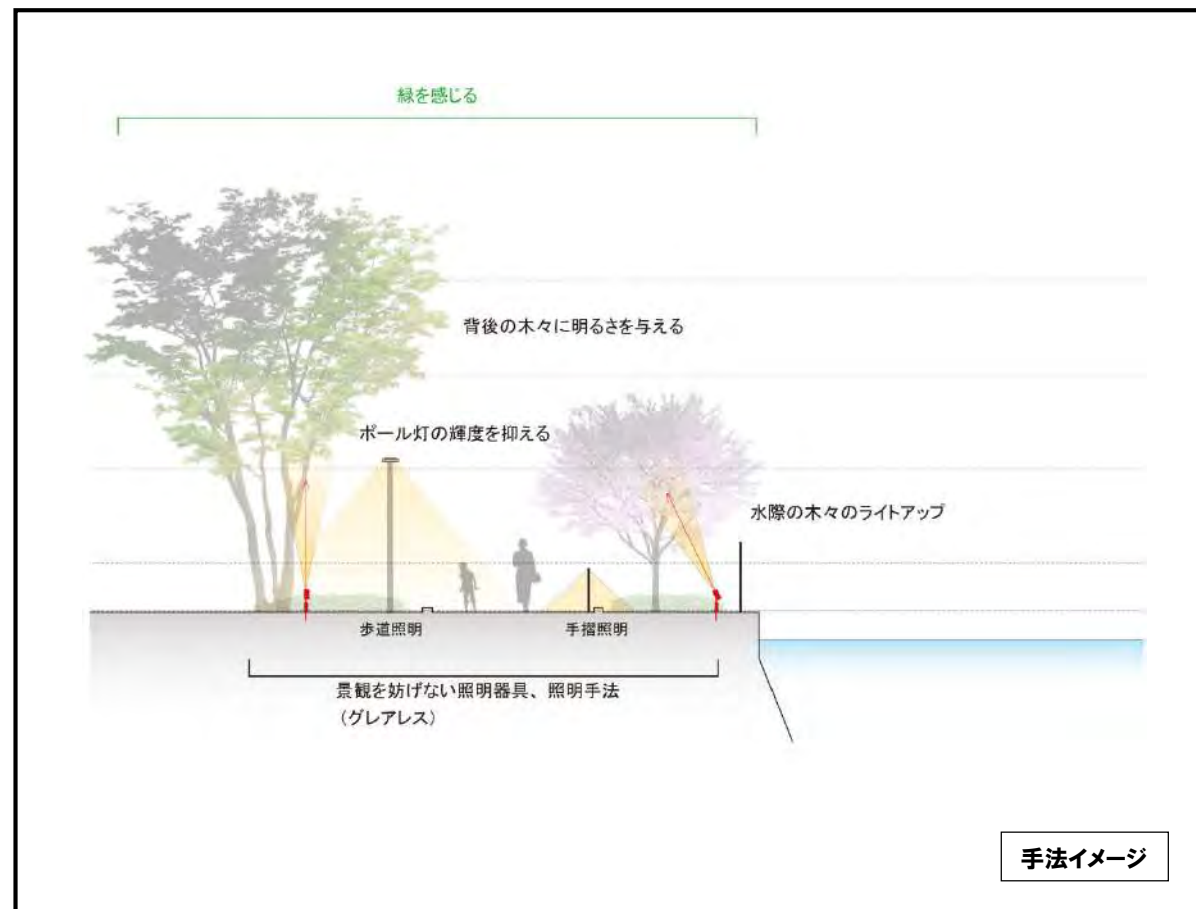 緑を感じる
背後の木々に明るさを与える
ポール灯の輝度を抑える
水際の木々のライトアップ
歩道照明
手摺照明
景観を妨げない照明器具、照明手法
（グレアレス）
手法イメージ